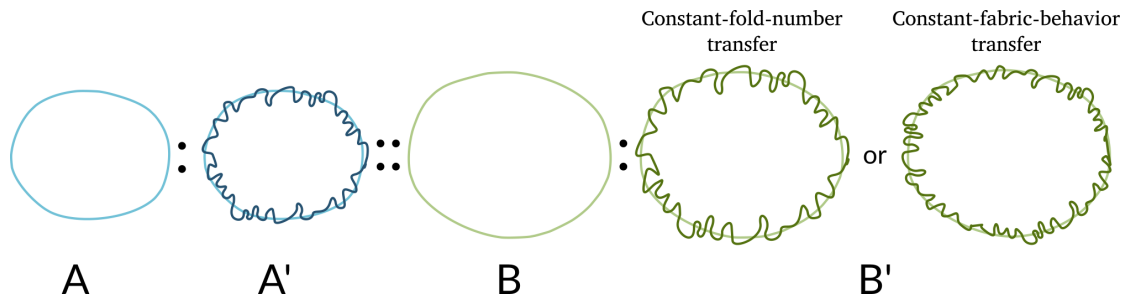 Constant-fold-number
transfer
Constant-fabric-behavior
transfer
: :: : or
A A' B B'